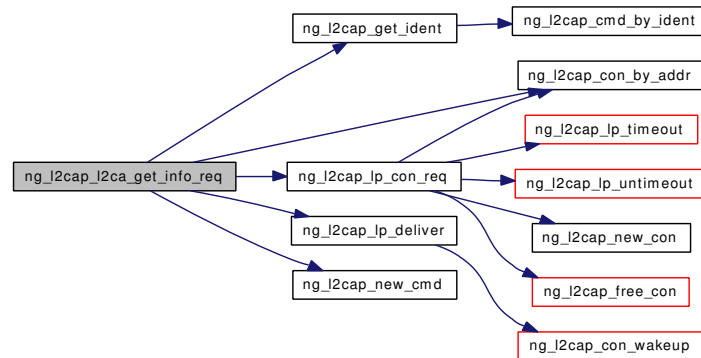 ng_l2cap_get_ident
ng_l2cap_cmd_by_ident
ng_l2cap_con_by_addr
ng_l2cap_lp_timeout
ng_l2cap_l2ca_get_info_req
ng_l2cap_lp_con_req
ng_l2cap_lp_untimeout
ng_l2cap_lp_deliver
ng_l2cap_new_con
ng_l2cap_new_cmd
ng_l2cap_free_con
ng_l2cap_con_wakeup